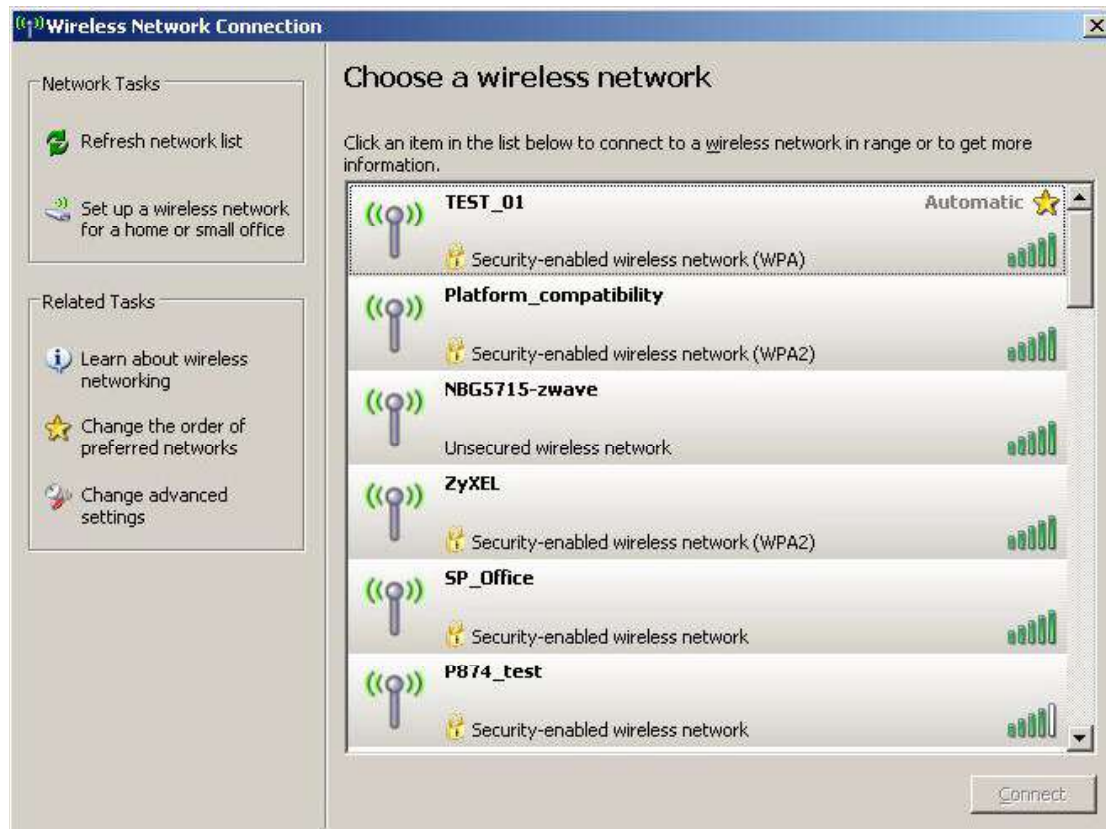 Wireless Network Connection
Network Tasks
Refresh network list
Set up a wireless network
for a home or small office
Related Tasks
Learn about wireless
networking
Change the order of
preferred networks
Change advanced
settings
Choose a wireless network
Click an item in the list below to connect to a wireless network in range or to get more
information.
TEST_01 Automatic
Security-enabled wireless network (WPA)
Platform_compatibility
Security-enabled wireless network (WPA2)
NBG5715-zwave
Unsecured wireless network
ZyXEL
Security-enabled wireless network (WPA2)
SP_Office
Security-enabled wireless network
P874_test
Security-enabled wireless network
Connect